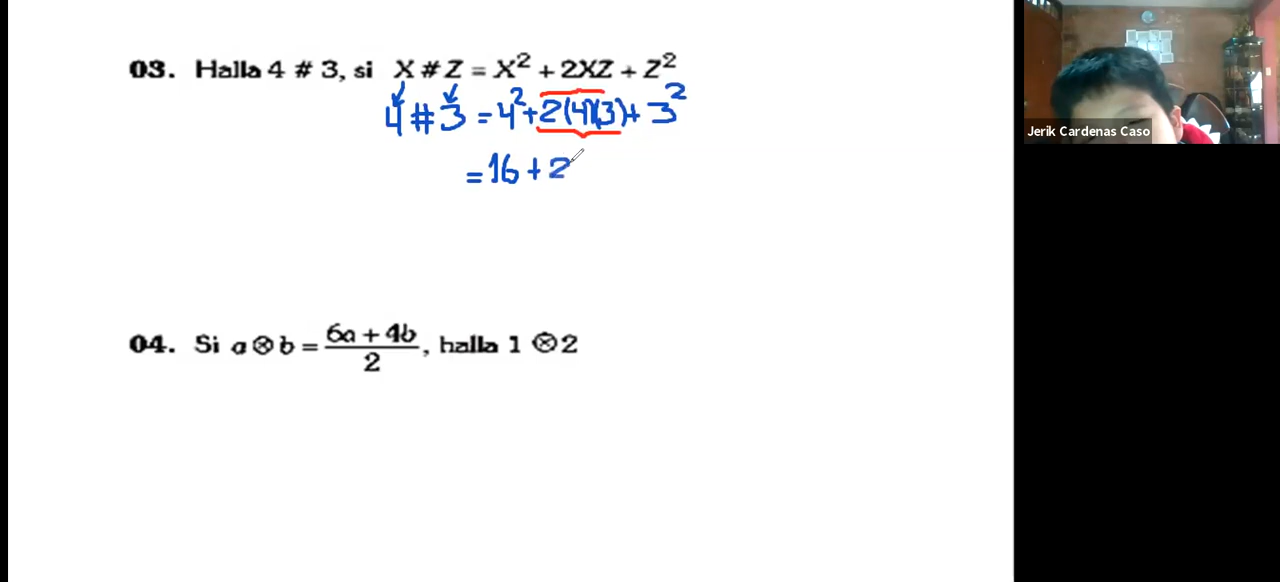 03. Halla 4 # 3, si X # Z = X² + 2XZ + Z²
4 # 3 = 4² + 2(4)(3) + 3²
= 16 + 2
04. Si a⊗b = (6a + 4b)/2, halla 1 ⊗ 2
Jerik Cardenas Caso